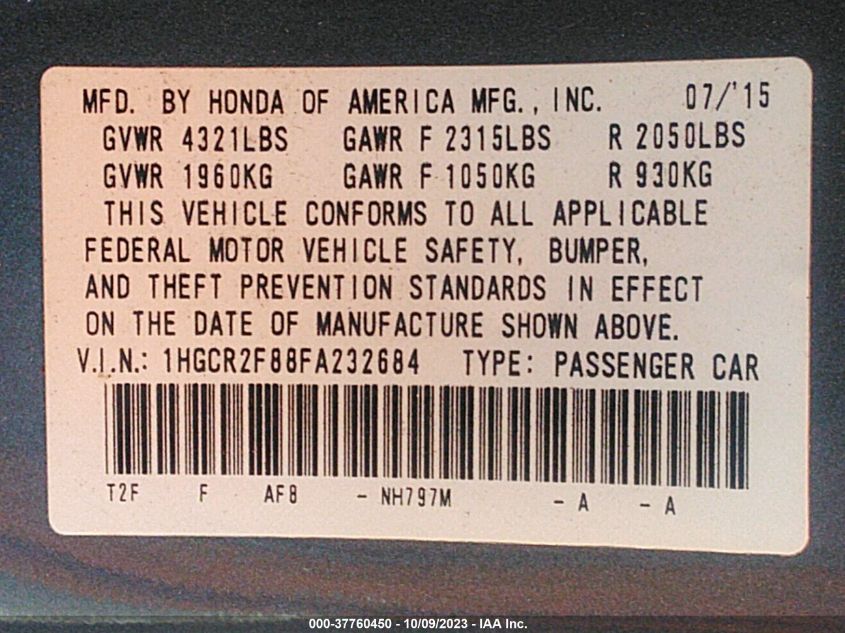 MFD. BY HONDA OF AMERICA MFG., INC. 07/'15
GVWR 4321LBS GAWR F 2315LBS R 2050LBS
GVWR 1960KG GAWR F 1050KG R 930KG
THIS VEHICLE CONFORMS TO ALL APPLICABLE
FEDERAL MOTOR VEHICLE SAFETY, BUMPER,
AND THEFT PREVENTION STANDARDS IN EFFECT
ON THE DATE OF MANUFACTURE SHOWN ABOVE.
V.I.N.: 1HGCR2F88FA232684 TYPE: PASSENGER CAR
T2F F AF8 - NH797M - A - A
000-37760450 - 10/09/2023 - IAA Inc.